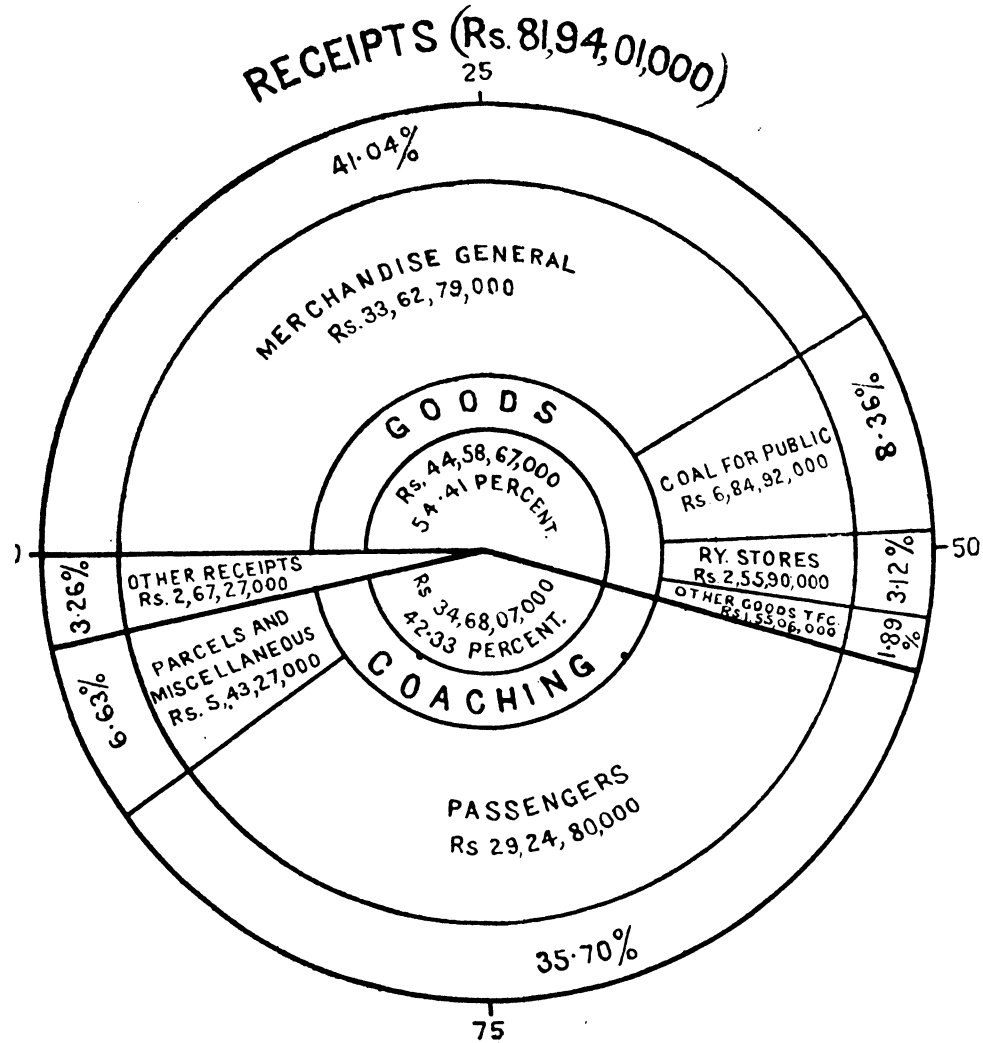 RECEIPTS (Rs. 81,94,01,000)
25
41·04%
MERCHANDISE GENERAL
Rs. 33,62,79,000
GOODS
Rs. 44,58,67,000
54·41 PERCENT.
8·36%
COAL FOR PUBLIC
Rs. 6,84,92,000
50
RY. STORES
Rs 2,55,90,000
3·12%
OTHER GOODS TFC.
Rs 1,55,06,000
1·89
%
OTHER RECEIPTS
Rs. 2,67,27,000
3·26%
Rs 34,68,07,000
42·33 PERCENT.
COACHING.
PARCELS AND
MISCELLANEOUS
Rs. 5,43,27,000
6·63%
PASSENGERS
Rs 29,24,80,000
35·70%
75